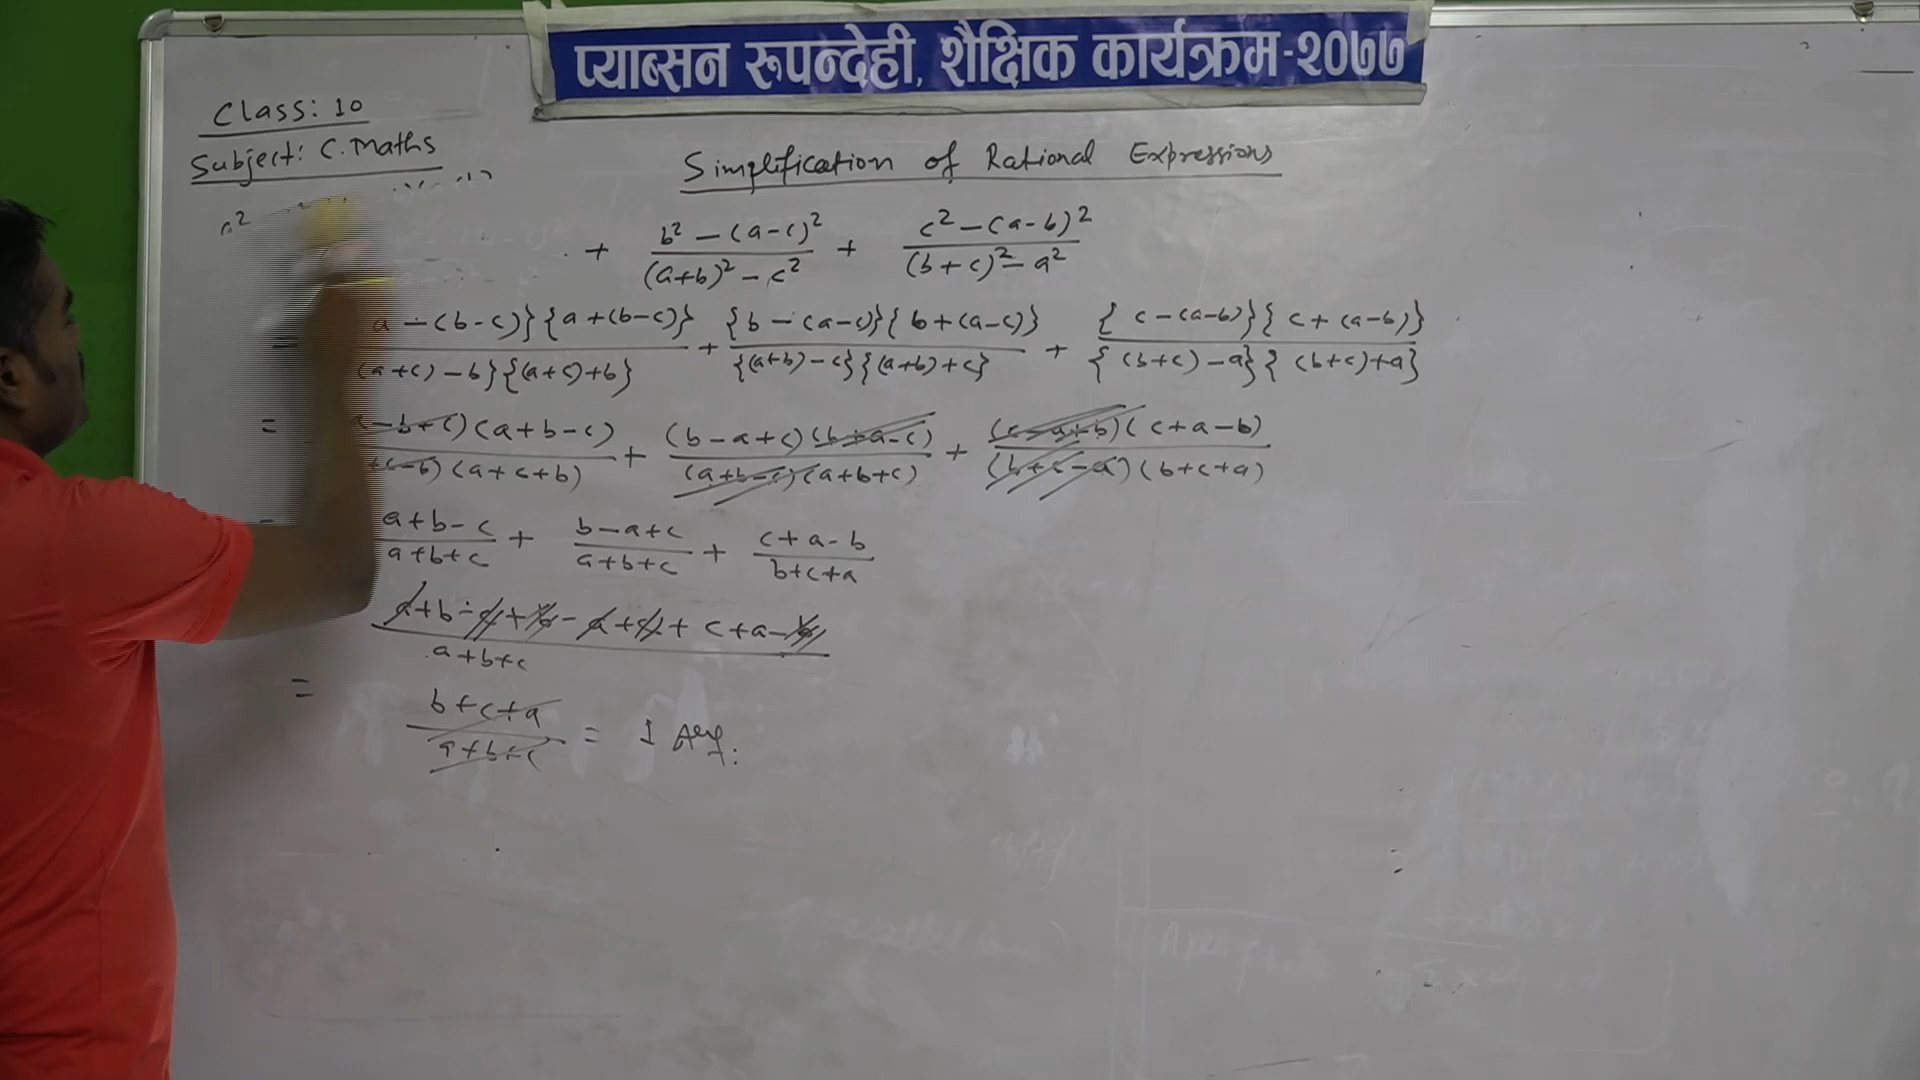 प्याब्सन रूपन्देही, शैक्षिक कार्यक्रम-२०७७
Class: 10
Subject: C. Maths
Simplification of Rational Expressions
a²
+ (b² - (a-c)²)/((a+b)² - c²) + (c² - (a-b)²)/((b+c)² - a²)
= a - (b-c)}{a+(b-c)}/(a+c) - b}{(a+c)+b} + {b - (a-c)}{b+(a-c)}/{(a+b) - c}{(a+b)+c} + {c - (a-b)}{c+(a-b)}/{(b+c) - a}{(b+c)+a}
= -b+c)(a+b-c)/+c-b)(a+c+b) + (b-a+c)(b+a-c)/(a+b-c)(a+b+c) + (c-a+b)(c+a-b)/(b+c-a)(b+c+a)
= (a+b-c)/(a+b+c) + (b-a+c)/(a+b+c) + (c+a-b)/(b+c+a)
(a+b-c+b-a+c+c+a-b)/(a+b+c)
= (b+c+a)/(a+b+c) = 1 Ans.